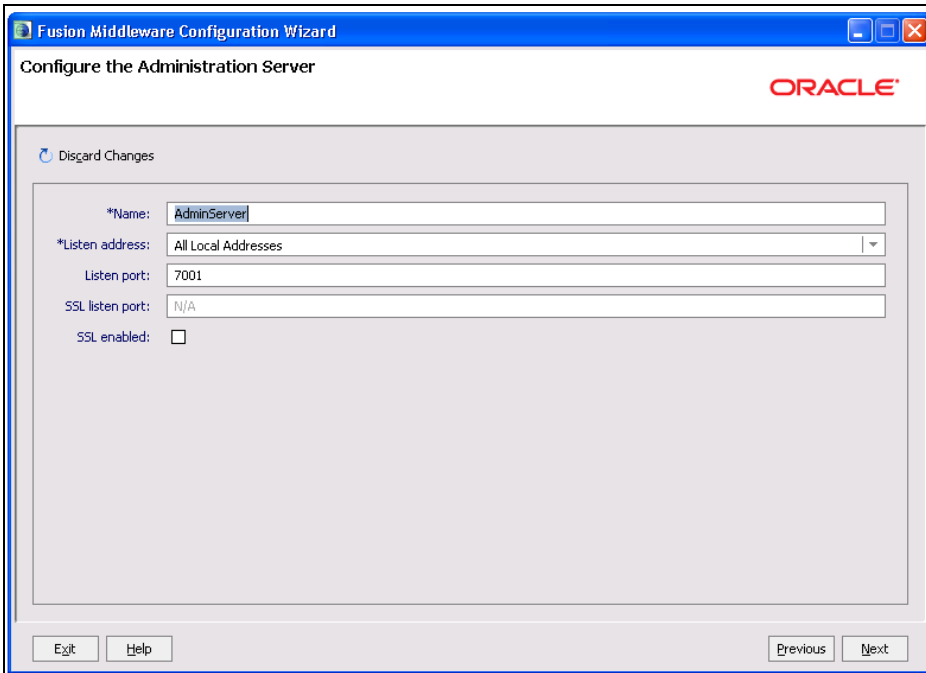 Fusion Middleware Configuration Wizard
Configure the Administration Server
ORACLE
Discard Changes
*Name: AdminServer
*Listen address: All Local Addresses
Listen port: 7001
SSL listen port: N/A
SSL enabled:
Exit Help Previous Next